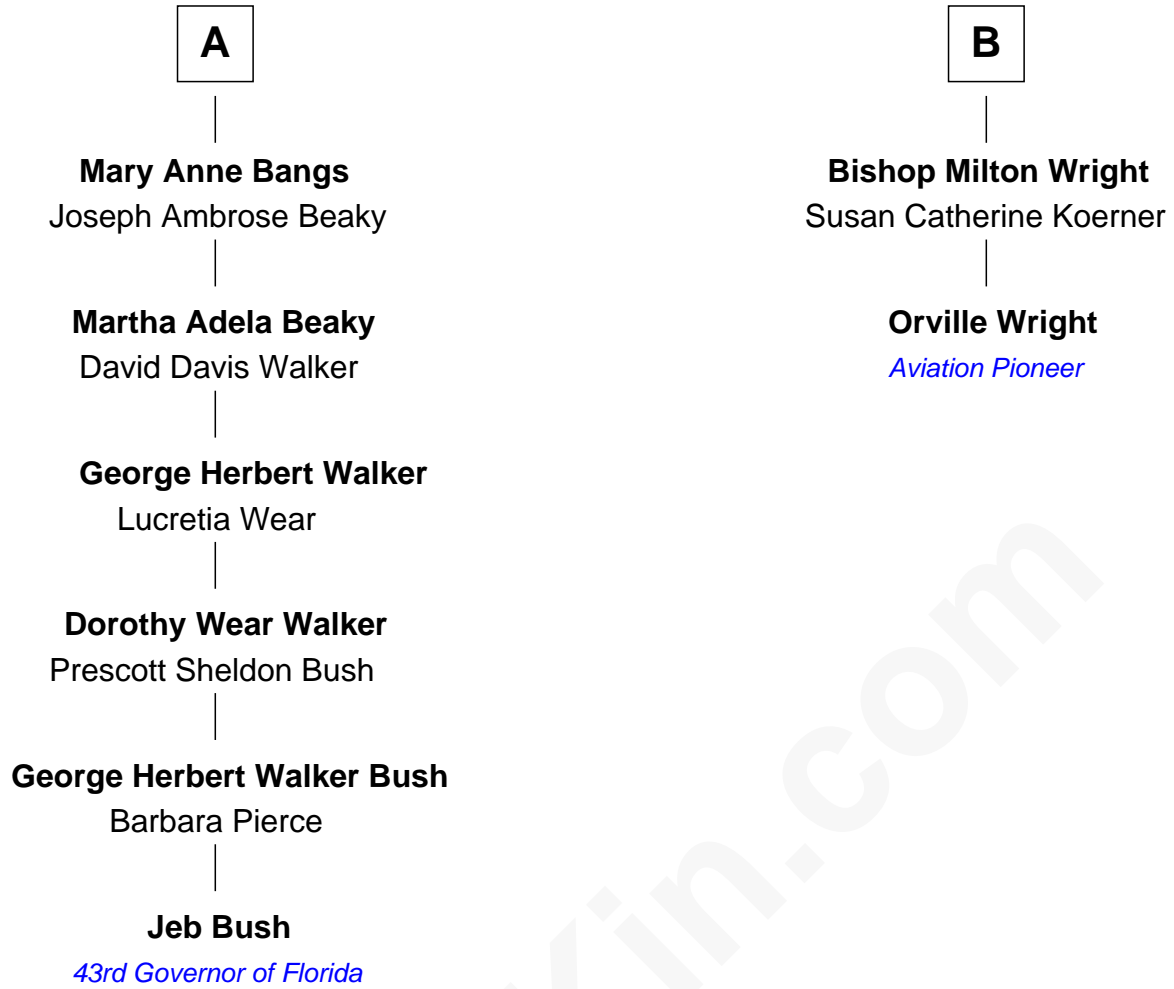 A
Mary Anne Bangs
Joseph Ambrose Beaky
Martha Adela Beaky
David Davis Walker
George Herbert Walker
Lucretia Wear
Dorothy Wear Walker
Prescott Sheldon Bush
George Herbert Walker Bush
Barbara Pierce
Jeb Bush
43rd Governor of Florida
B
Bishop Milton Wright
Susan Catherine Koerner
Orville Wright
Aviation Pioneer